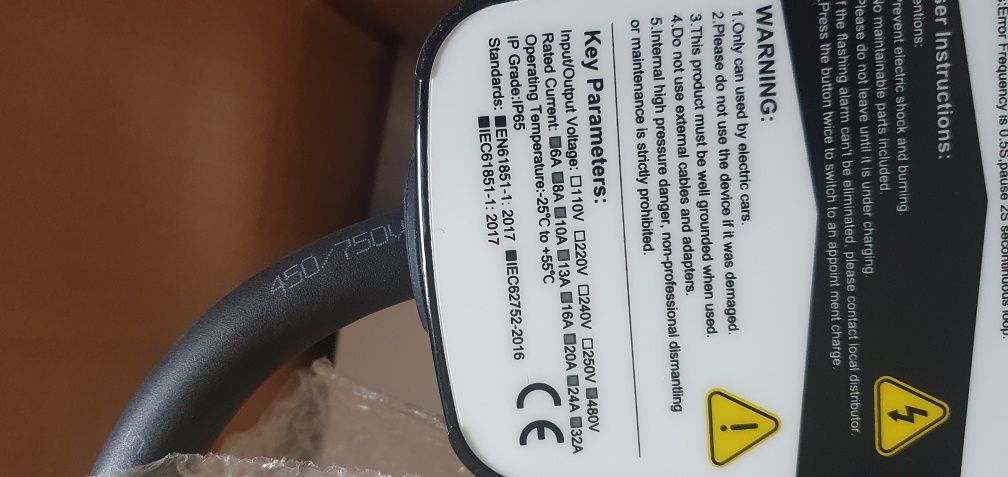 :Error Frequency is 0.5S,pause 2S
ser Instructions:
entions:
revent electric shock and burning.
No maintainable parts included.
Please do not leave until it is under charging.
f the flashing alarm can't be eliminated, please contact local distributor.
Press the button twice to switch to an appoint ment charge.
WARNING:
1.Only can used by electric cars.
2.Please do not use the device if it was demaged.
3.This product must be well grounded when used.
4.Do not use external cables and adapters.
5.Internal high pressure danger, non-professional dismantling
or maintenance is strictly prohibited.
Key Parameters:
Input/Output Voltage: □110V □220V □240V □250V ■480V
Rated Current: ■6A ■8A ■10A ■13A ■16A ■20A ■24A ■32A
Operating Temperature:-25°C to +55°C
IP Grade:IP65
Standards: ■EN61851-1: 2017 ■IEC62752-2016
■IEC61851-1: 2017
CE
450/750V